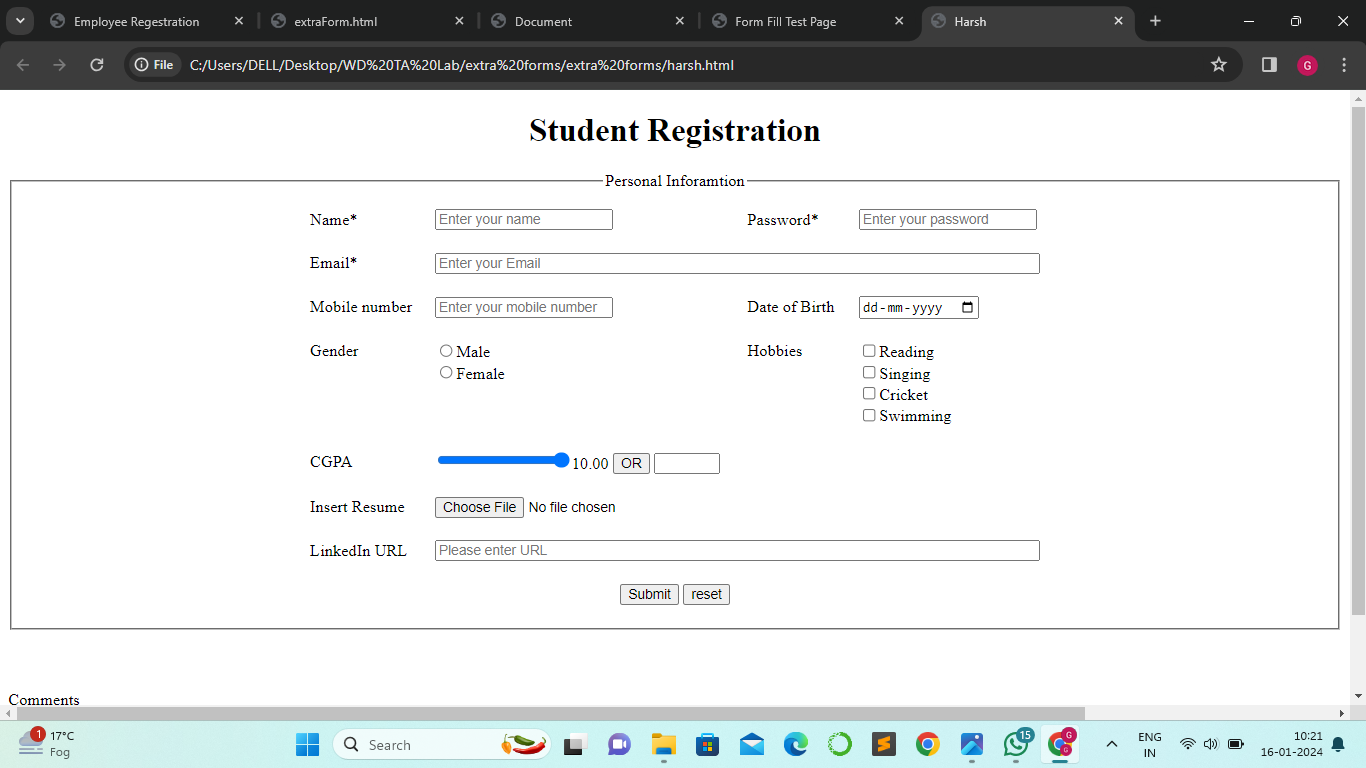 Employee Regestration
extraForm.html
Document
Form Fill Test Page
Harsh
File C:/Users/DELL/Desktop/WD%20TA%20Lab/extra%20forms/extra%20forms/harsh.html G
Student Registration
Personal Inforamtion
Name* Enter your name Password* Enter your password
Email* Enter your Email
Mobile number Enter your mobile number Date of Birth dd-mm-yyyy
Gender Male Hobbies Reading
Female Singing
Cricket
Swimming
CGPA 10.00 OR
Insert Resume Choose File No file chosen
LinkedIn URL Please enter URL
Submit reset
Comments
1 17°C
Fog
Search
15
G
G
ENG
IN
10:21
16-01-2024